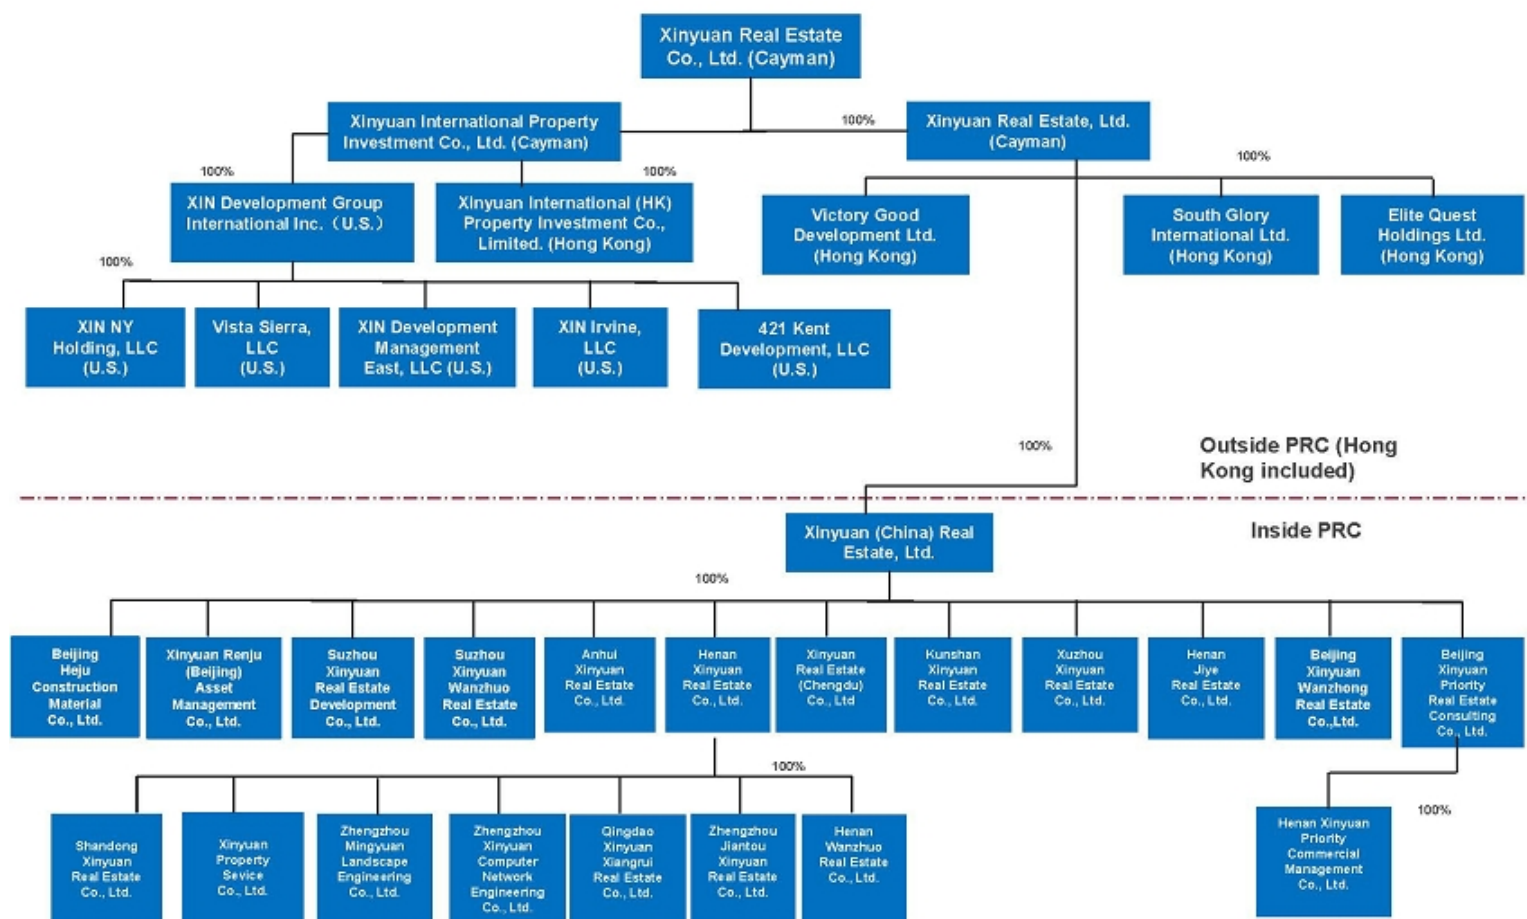 Xinyuan Real Estate
Co., Ltd. (Cayman)
Xinyuan International Property
Investment Co., Ltd. (Cayman)
100%
Xinyuan Real Estate, Ltd.
(Cayman)
100%
100%
100%
XIN Development Group
International Inc.（U.S.）
Xinyuan International (HK)
Property Investment Co.,
Limited. (Hong Kong)
Victory Good
Development Ltd.
(Hong Kong)
South Glory
International Ltd.
(Hong Kong)
Elite Quest
Holdings Ltd.
(Hong Kong)
100%
XIN NY
Holding, LLC
(U.S.)
Vista Sierra,
LLC
(U.S.)
XIN Development
Management
East, LLC (U.S.)
XIN Irvine,
LLC
(U.S.)
421 Kent
Development, LLC
(U.S.)
100%
Outside PRC (Hong
Kong included)
Xinyuan (China) Real
Estate, Ltd.
Inside PRC
100%
Beijing
Heju
Construction
Material
Co., Ltd.
Xinyuan Renju
(Beijing)
Asset
Management
Co., Ltd.
Suzhou
Xinyuan
Real Estate
Development
Co., Ltd.
Suzhou
Xinyuan
Wanzhuo
Real Estate
Co., Ltd.
Anhui
Xinyuan
Real Estate
Co., Ltd.
Henan
Xinyuan
Real Estate
Co., Ltd.
Xinyuan
Real Estate
(Chengdu)
Co., Ltd
Kunshan
Xinyuan
Real Estate
Co., Ltd.
Xuzhou
Xinyuan
Real Estate
Co., Ltd.
Henan
Jiye
Real Estate
Co., Ltd.
Beijing
Xinyuan
Wanzhong
Real Estate
Co.,Ltd.
Beijing
Xinyuan
Priority
Real Estate
Consulting
Co., Ltd.
100%
Shandong
Xinyuan
Real Estate
Co., Ltd.
Xinyuan
Property
Sevice
Co., Ltd.
Zhengzhou
Mingyuan
Landscape
Engineering
Co., Ltd.
Zhengzhou
Xinyuan
Computer
Network
Engineering
Co., Ltd.
Qingdao
Xinyuan
Xiangrui
Real Estate
Co., Ltd.
Zhengzhou
Jiantou
Xinyuan
Real Estate
Co., Ltd.
Henan
Wanzhuo
Real Estate
Co., Ltd.
100%
Henan Xinyuan
Priority
Commercial
Management
Co., Ltd.